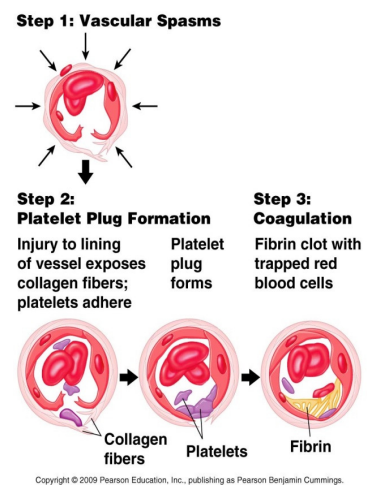 Step 1: Vascular Spasms
Step 2:
Platelet Plug Formation
Injury to lining
of vessel exposes
collagen fibers;
platelets adhere
Platelet
plug
forms
Step 3:
Coagulation
Fibrin clot with
trapped red
blood cells
Collagen
fibers
Platelets
Fibrin
Copyright © 2009 Pearson Education, Inc., publishing as Pearson Benjamin Cummings.